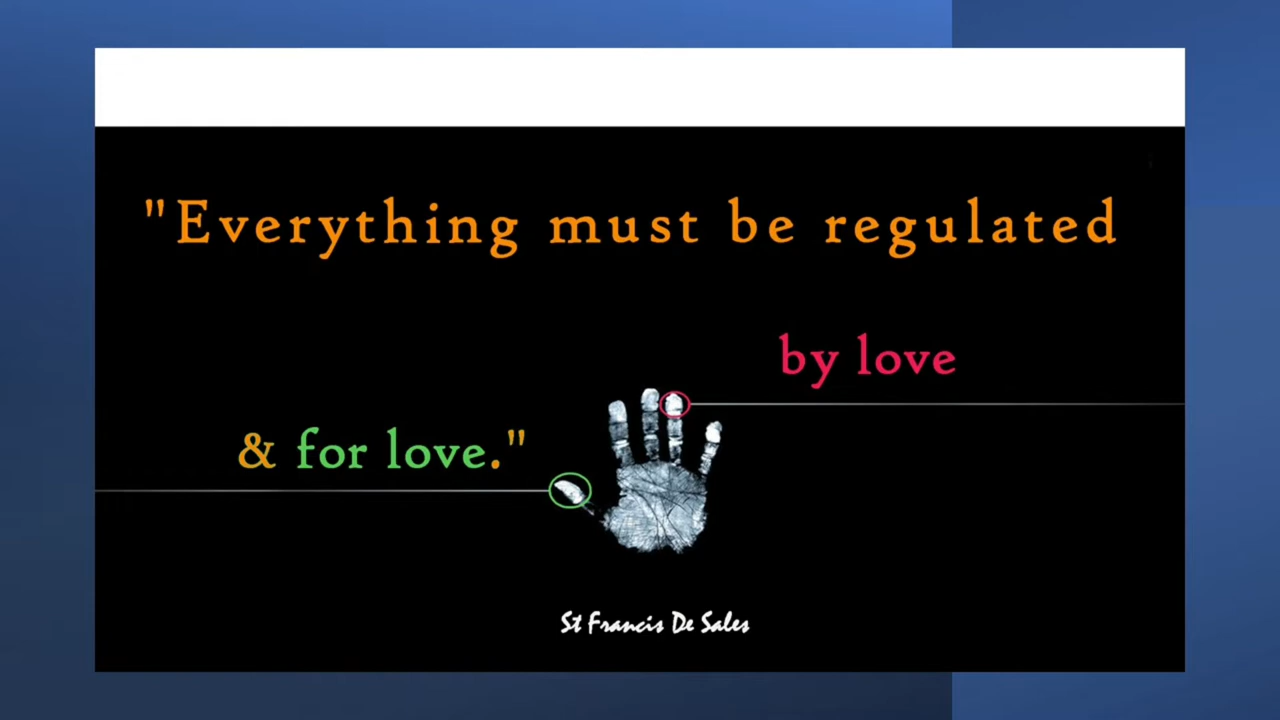 "Everything must be regulated
by love
& for love."
St Francis De Sales